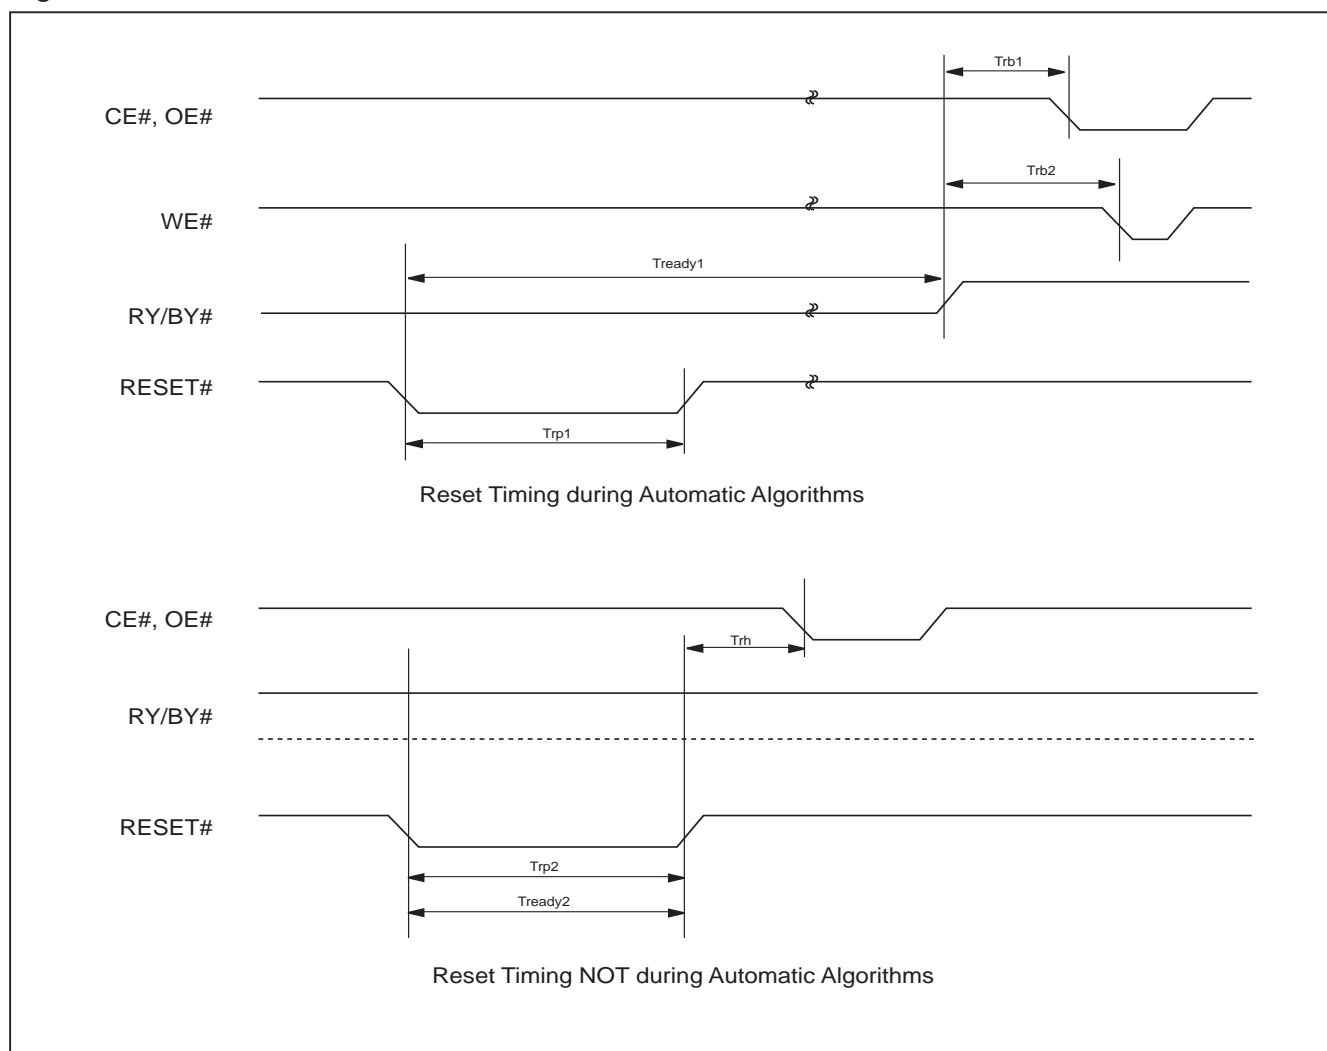 Trb1
CE#, OE#
Trb2
WE#
Tready1
RY/BY#
RESET#
Trp1
Reset Timing during Automatic Algorithms
CE#, OE#
Trh
RY/BY#
RESET#
Trp2
Tready2
Reset Timing NOT during Automatic Algorithms